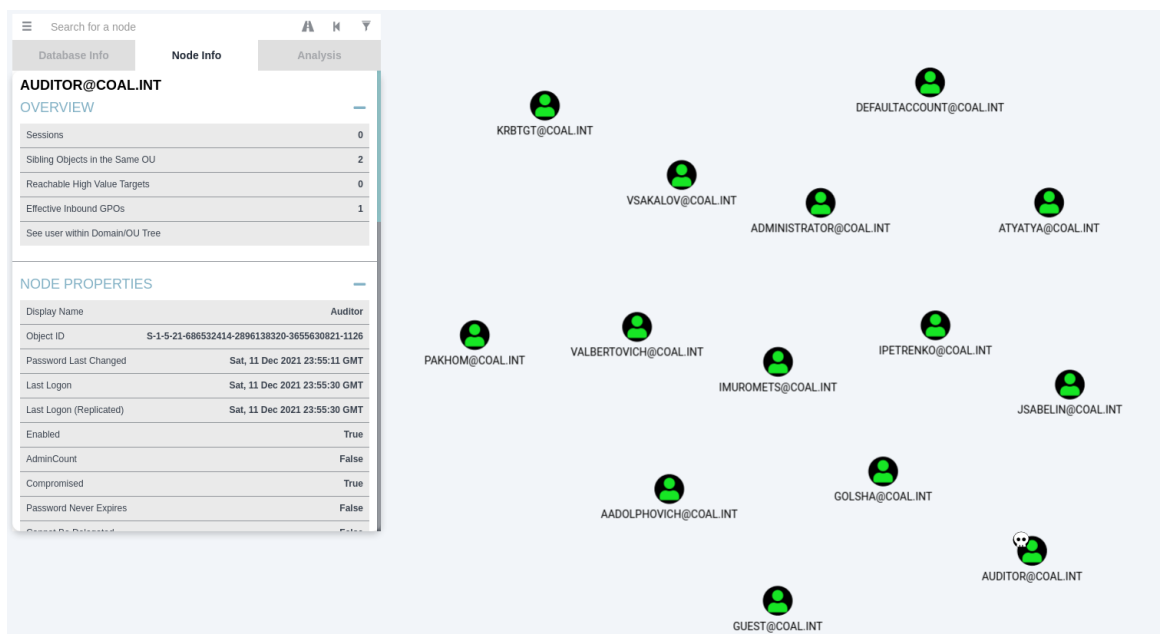 Search for a node
Database Info Node Info Analysis
AUDITOR@COAL.INT
OVERVIEW
Sessions 0
Sibling Objects in the Same OU 2
Reachable High Value Targets 0
Effective Inbound GPOs 1
See user within Domain/OU Tree
NODE PROPERTIES
Display Name Auditor
Object ID S-1-5-21-686532414-2896138320-3655630821-1126
Password Last Changed Sat, 11 Dec 2021 23:55:11 GMT
Last Logon Sat, 11 Dec 2021 23:55:30 GMT
Last Logon (Replicated) Sat, 11 Dec 2021 23:55:30 GMT
Enabled True
AdminCount False
Compromised True
Password Never Expires False
Cannot Be Delegated False
DEFAULTACCOUNT@COAL.INT
KRBTGT@COAL.INT
VSAKALOV@COAL.INT
ADMINISTRATOR@COAL.INT
ATYATYA@COAL.INT
PAKHOM@COAL.INT
VALBERTOVICH@COAL.INT
IPETRENKO@COAL.INT
IMUROMETS@COAL.INT
JSABELIN@COAL.INT
GOLSHA@COAL.INT
AADOLPHOVICH@COAL.INT
AUDITOR@COAL.INT
GUEST@COAL.INT